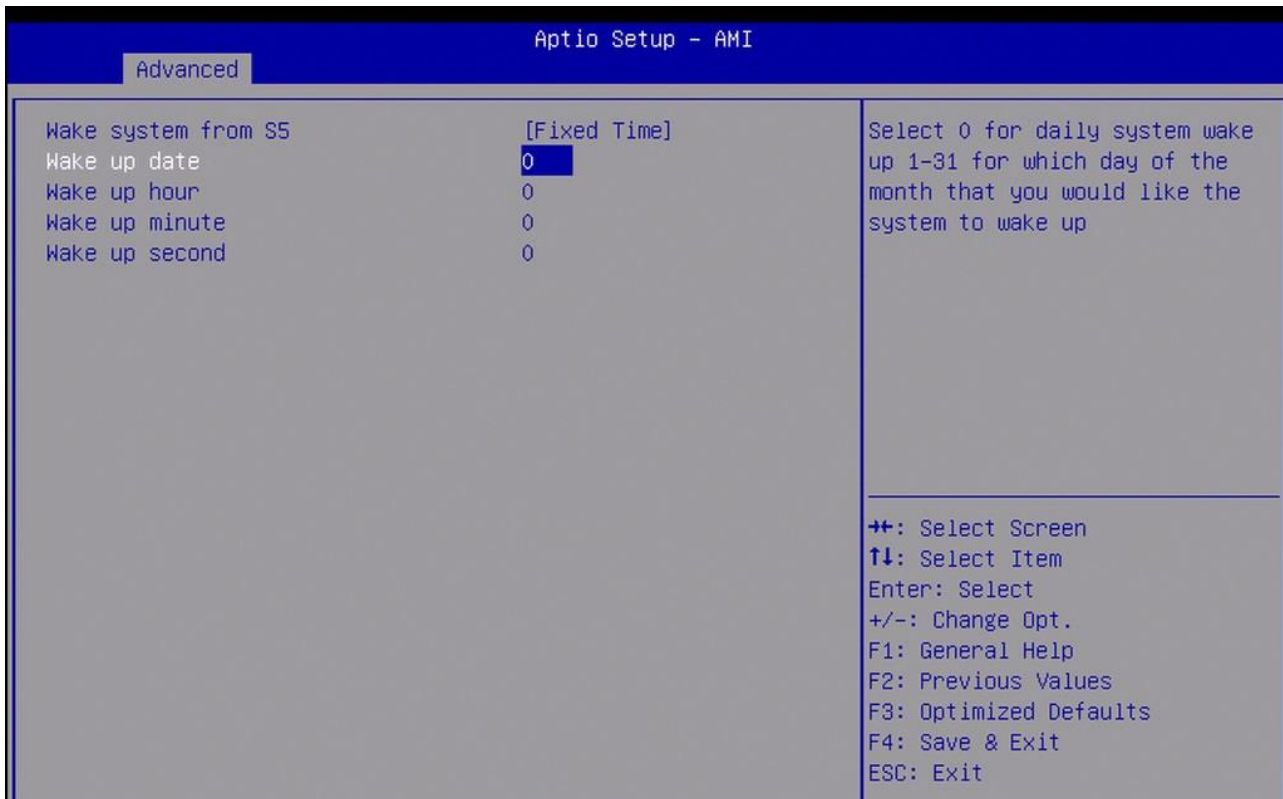 Aptio Setup – AMI
Advanced
Wake system from S5 [Fixed Time]
Wake up date 0
Wake up hour 0
Wake up minute 0
Wake up second 0
Select 0 for daily system wake
up 1–31 for which day of the
month that you would like the
system to wake up
→←: Select Screen
↑↓: Select Item
Enter: Select
+/-: Change Opt.
F1: General Help
F2: Previous Values
F3: Optimized Defaults
F4: Save & Exit
ESC: Exit